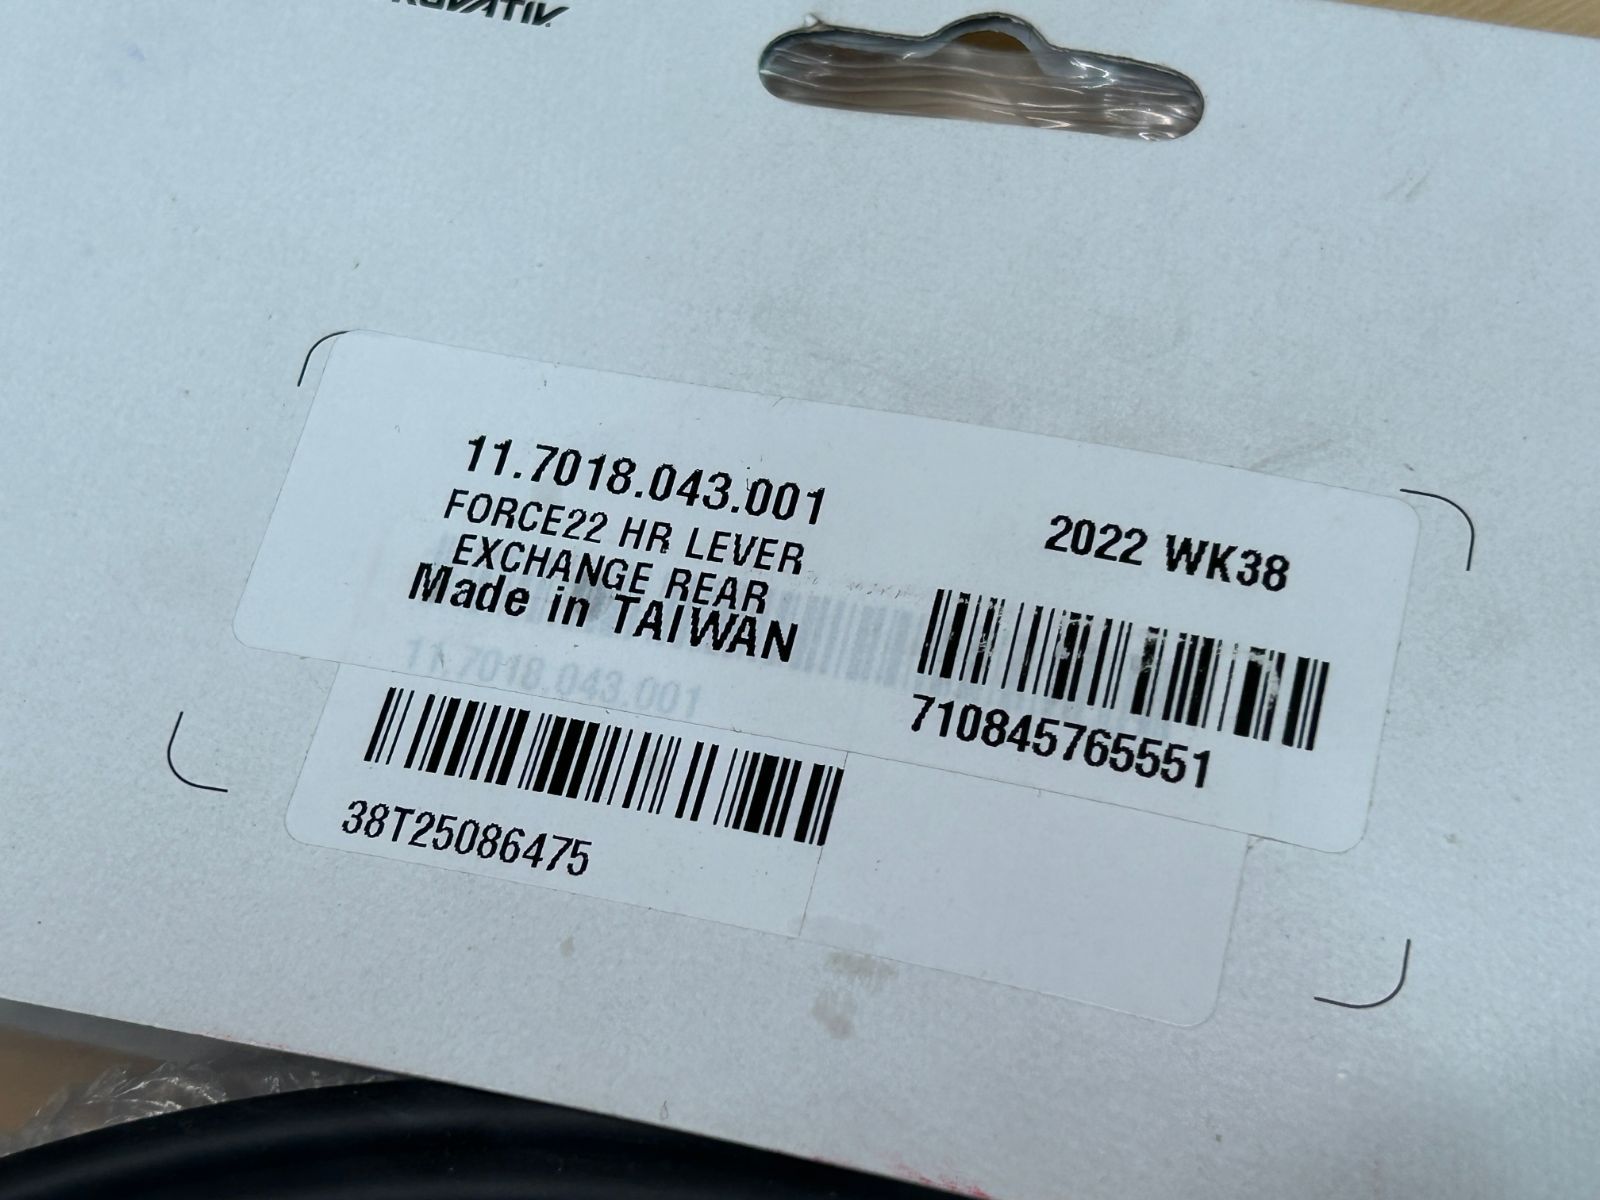 11.7018.043.001
FORCE22 HR LEVER
EXCHANGE REAR
Made in TAIWAN
2022 WK38
710845765551
11.7018.043.001
38T25086475